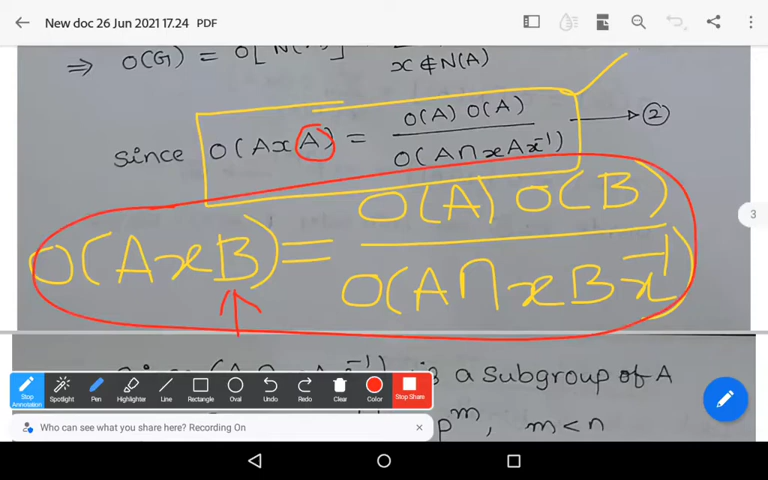 New doc 26 Jun 2021 17.24 PDF
⇒ O(G) = O[N(
x ∉ N(A)
since O(AxA) = O(A) O(A) / O(A∩xAx⁻¹) → ②
3
O(AxB) = O(A) O(B) / O(A∩xBx⁻¹)
is a subgroup of A
Stop Annotation Spotlight Pen Highlighter Line Rectangle Oval Undo Redo Clear Color Stop Share
Who can see what you share here? Recording On
pᵐ, m<n